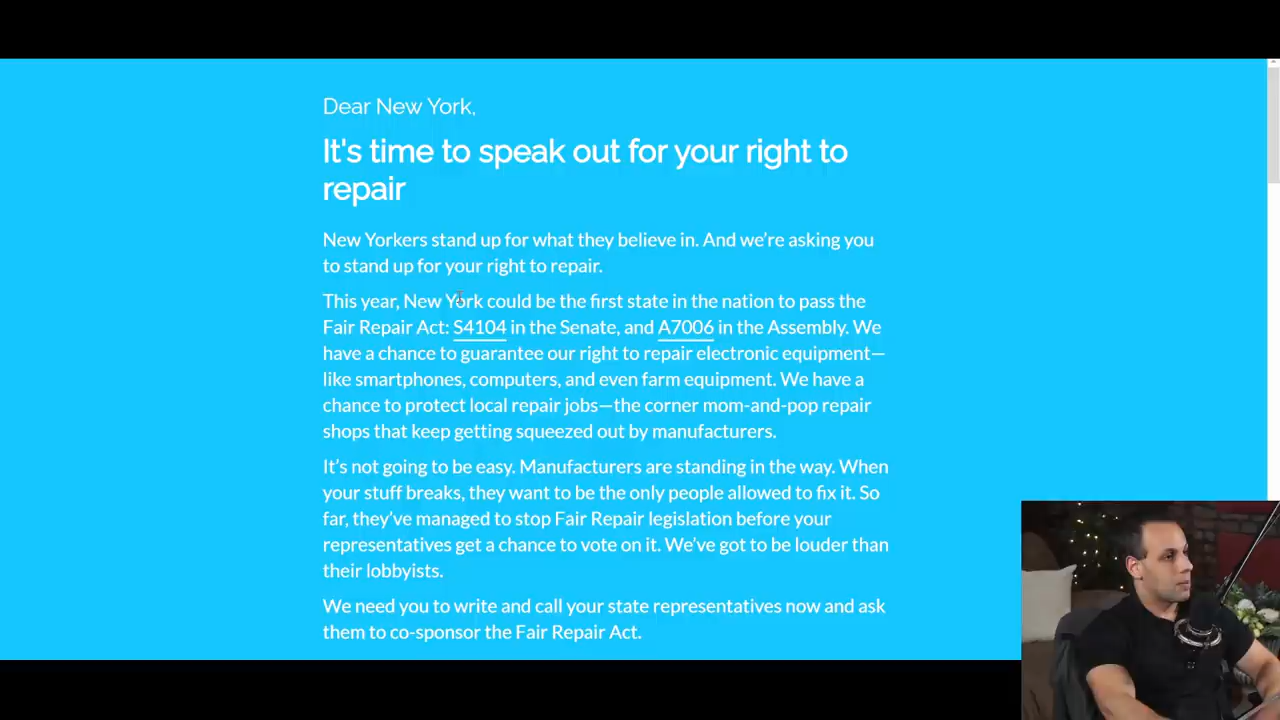 Dear New York,
It's time to speak out for your right to
repair
New Yorkers stand up for what they believe in. And we’re asking you
to stand up for your right to repair.
This year, New York could be the first state in the nation to pass the
Fair Repair Act: S4104 in the Senate, and A7006 in the Assembly. We
have a chance to guarantee our right to repair electronic equipment—
like smartphones, computers, and even farm equipment. We have a
chance to protect local repair jobs—the corner mom-and-pop repair
shops that keep getting squeezed out by manufacturers.
It’s not going to be easy. Manufacturers are standing in the way. When
your stuff breaks, they want to be the only people allowed to fix it. So
far, they’ve managed to stop Fair Repair legislation before your
representatives get a chance to vote on it. We’ve got to be louder than
their lobbyists.
We need you to write and call your state representatives now and ask
them to co-sponsor the Fair Repair Act.